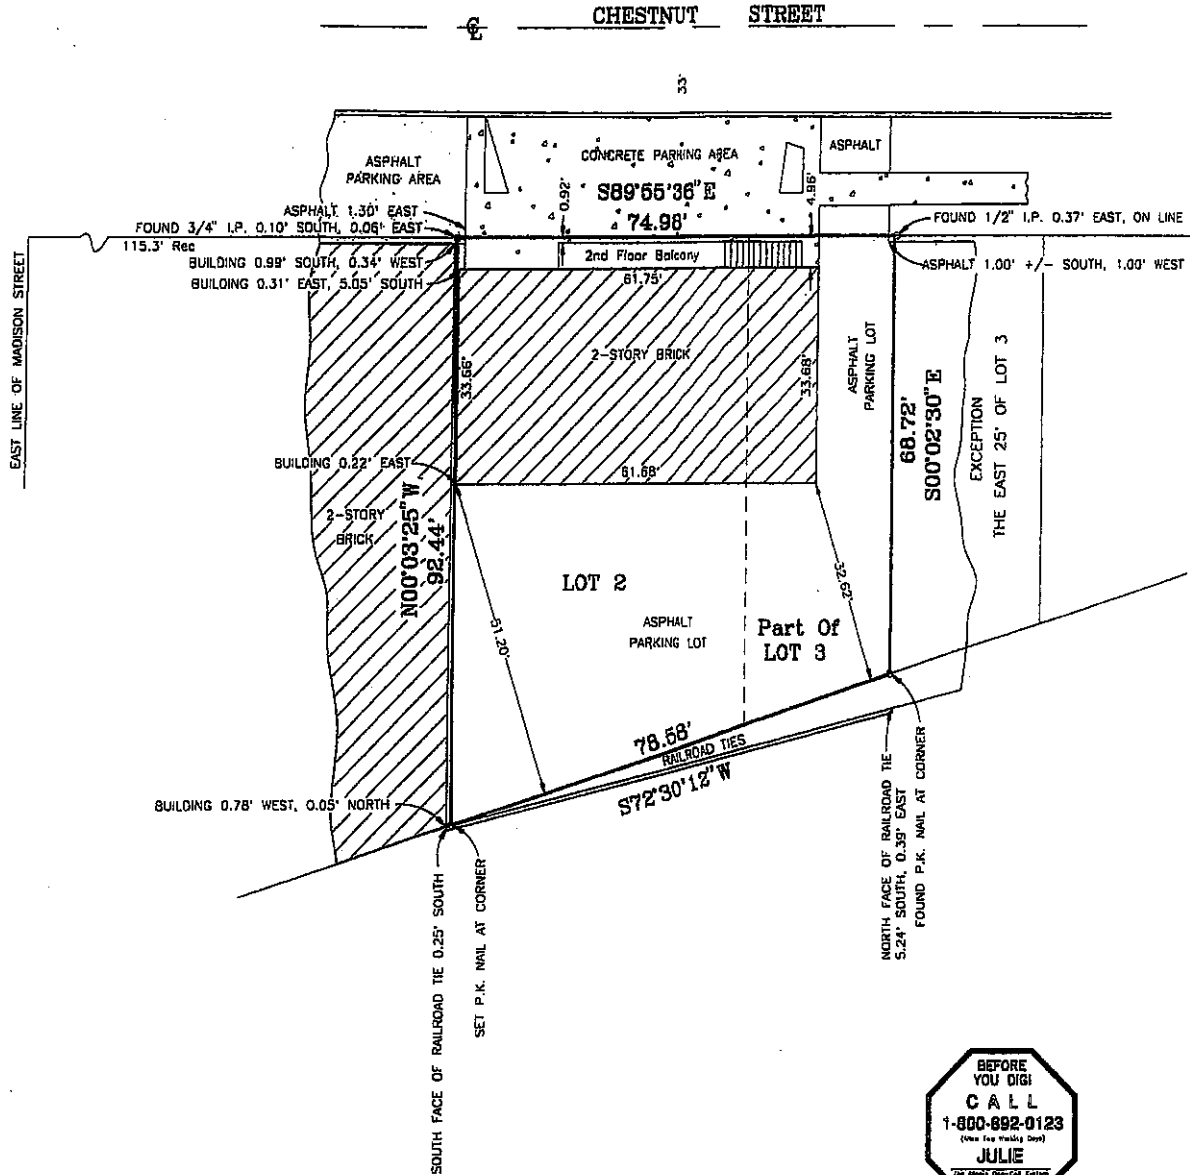 CHESTNUT STREET
33'
ASPHALT
PARKING AREA
CONCRETE PARKING AREA
ASPHALT
S89°55'36"E
74.98'
0.92'
4.96'
ASPHALT 1.30' EAST
FOUND 3/4" I.P. 0.10' SOUTH, 0.06' EAST
115.3' Rec
BUILDING 0.99' SOUTH, 0.34' WEST
BUILDING 0.31' EAST, 5.05' SOUTH
FOUND 1/2" I.P. 0.37' EAST, ON LINE
ASPHALT 1.00' +/- SOUTH, 1.00' WEST
2nd Floor Balcony
61.75'
2-STORY BRICK
33.66'
33.68'
61.68'
ASPHALT
PARKING LOT
68.72'
S00°02'30"E
EXCEPTION
THE EAST 25' OF LOT 3
EAST LINE OF MADISON STREET
BUILDING 0.22' EAST
2-STORY
BRICK
N00°03'25"W
92.44'
LOT 2
ASPHALT
PARKING LOT
Part Of
LOT 3
51.20'
32.62'
78.58'
RAILROAD TIES
S72°30'12"W
BUILDING 0.78' WEST, 0.05' NORTH
SOUTH FACE OF RAILROAD TIE 0.25' SOUTH
SET P.K. NAIL AT CORNER
NORTH FACE OF RAILROAD TIE
5.24' SOUTH, 0.39' EAST
FOUND P.K. NAIL AT CORNER
BEFORE
YOU DIG!
CALL
1-800-892-0123
JULIE